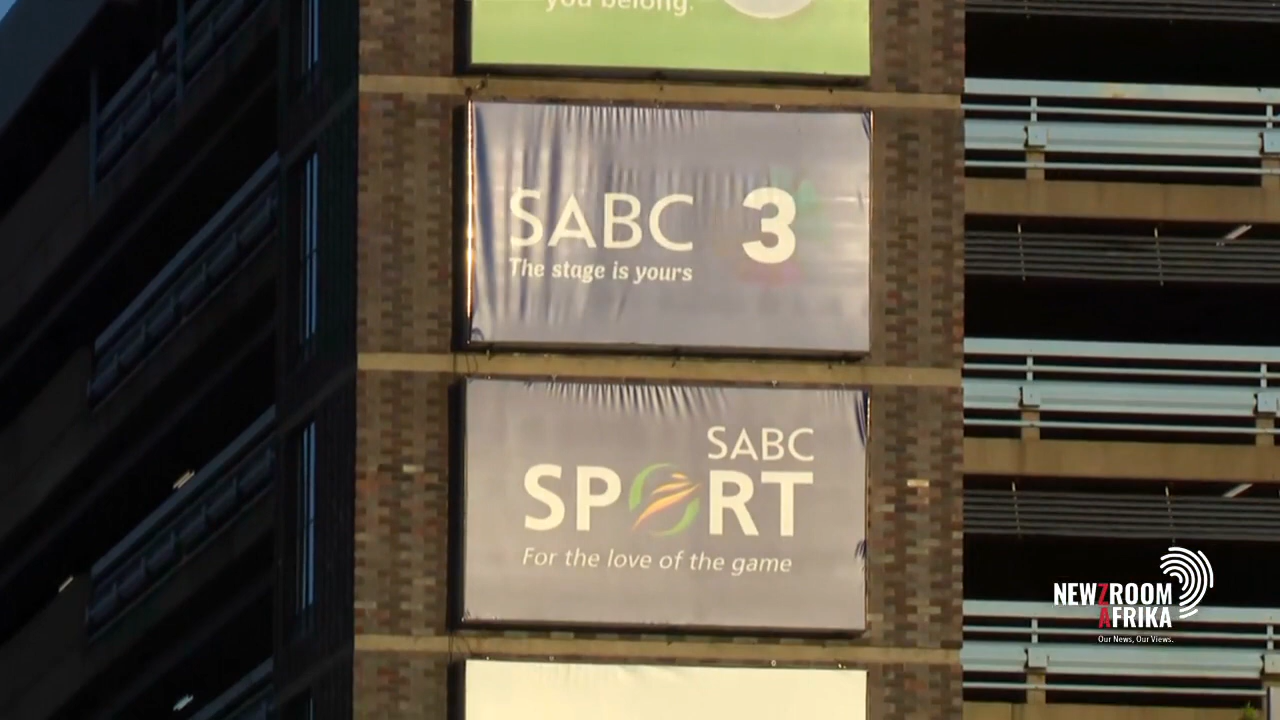 you belong.
SABC 3
The stage is yours
SABC
SPORT
For the love of the game
NEWZROOM
AFRIKA
Our News, Our Views.